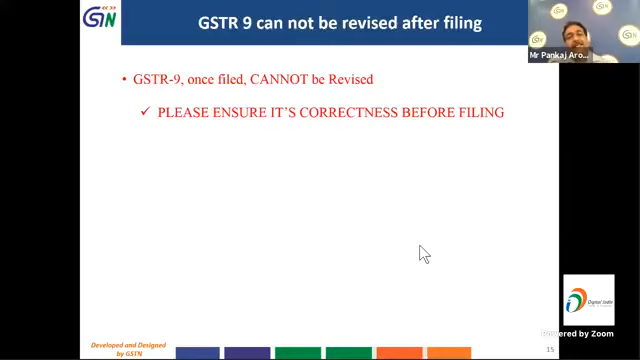 GSTN
GSTR 9 can not be revised after filing
Mr Pankaj Aro...
• GSTR-9, once filed, CANNOT be Revised
✓ PLEASE ENSURE IT'S CORRECTNESS BEFORE FILING
Digital India
Powered by Zoom
Developed and Designed
by GSTN
15